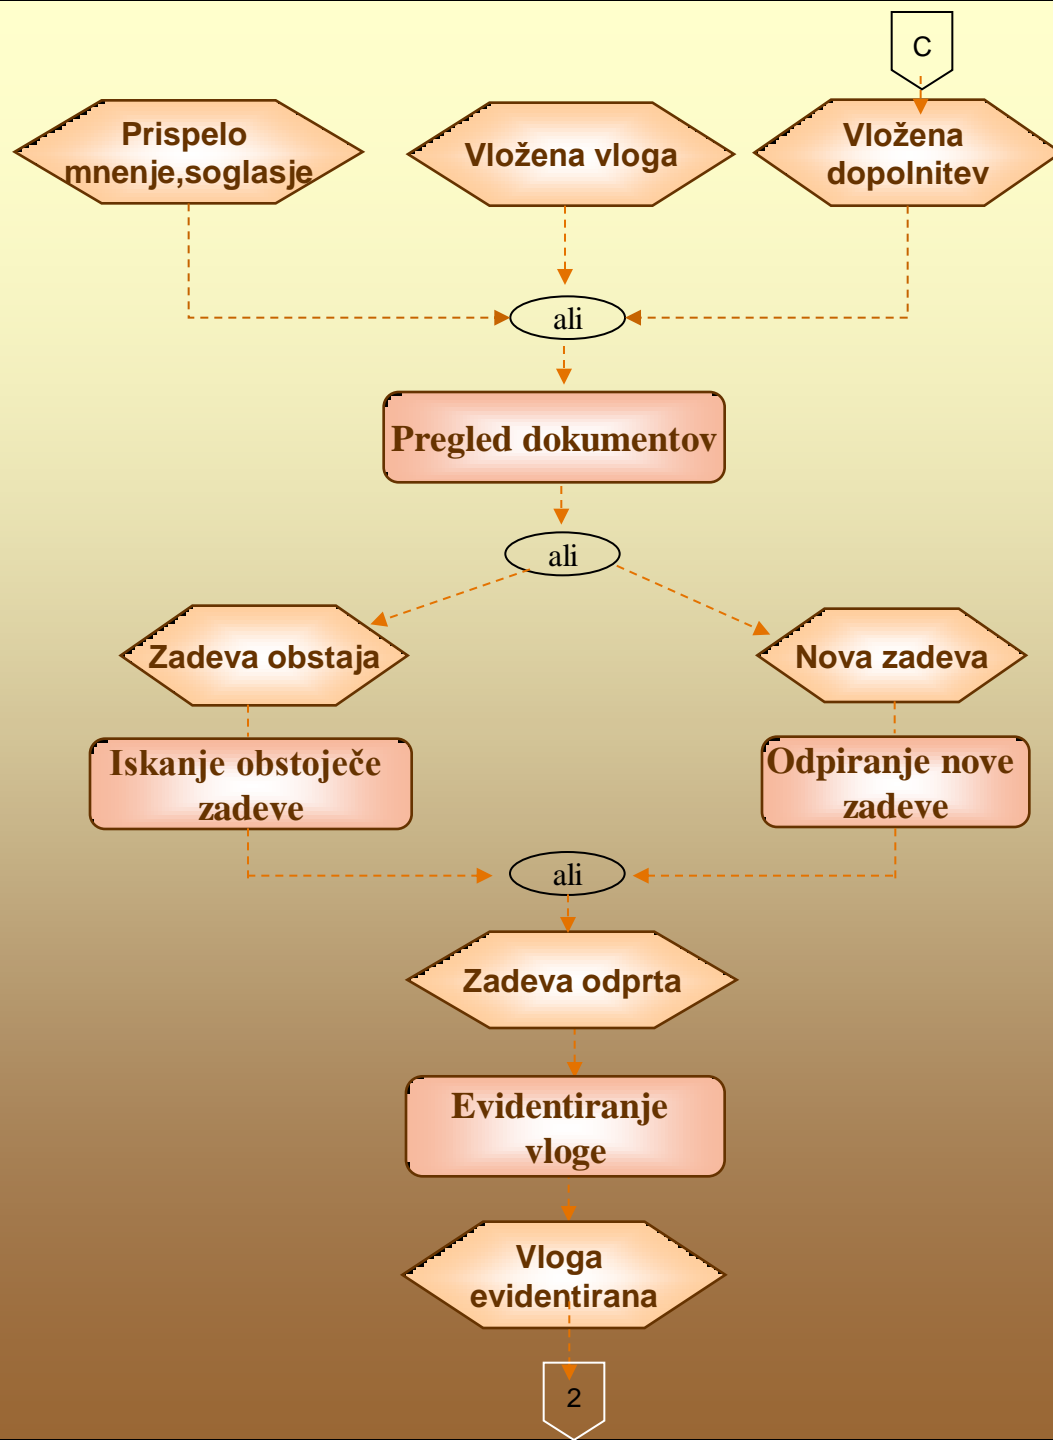 C
Prispelo
mnenje,soglasje
Vložena vloga
Vložena
dopolnitev
ali
Pregled dokumentov
ali
Zadeva obstaja
Nova zadeva
Iskanje obstoječe
zadeve
Odpiranje nove
zadeve
ali
Zadeva odprta
Evidentiranje
vloge
Vloga
evidentirana
2